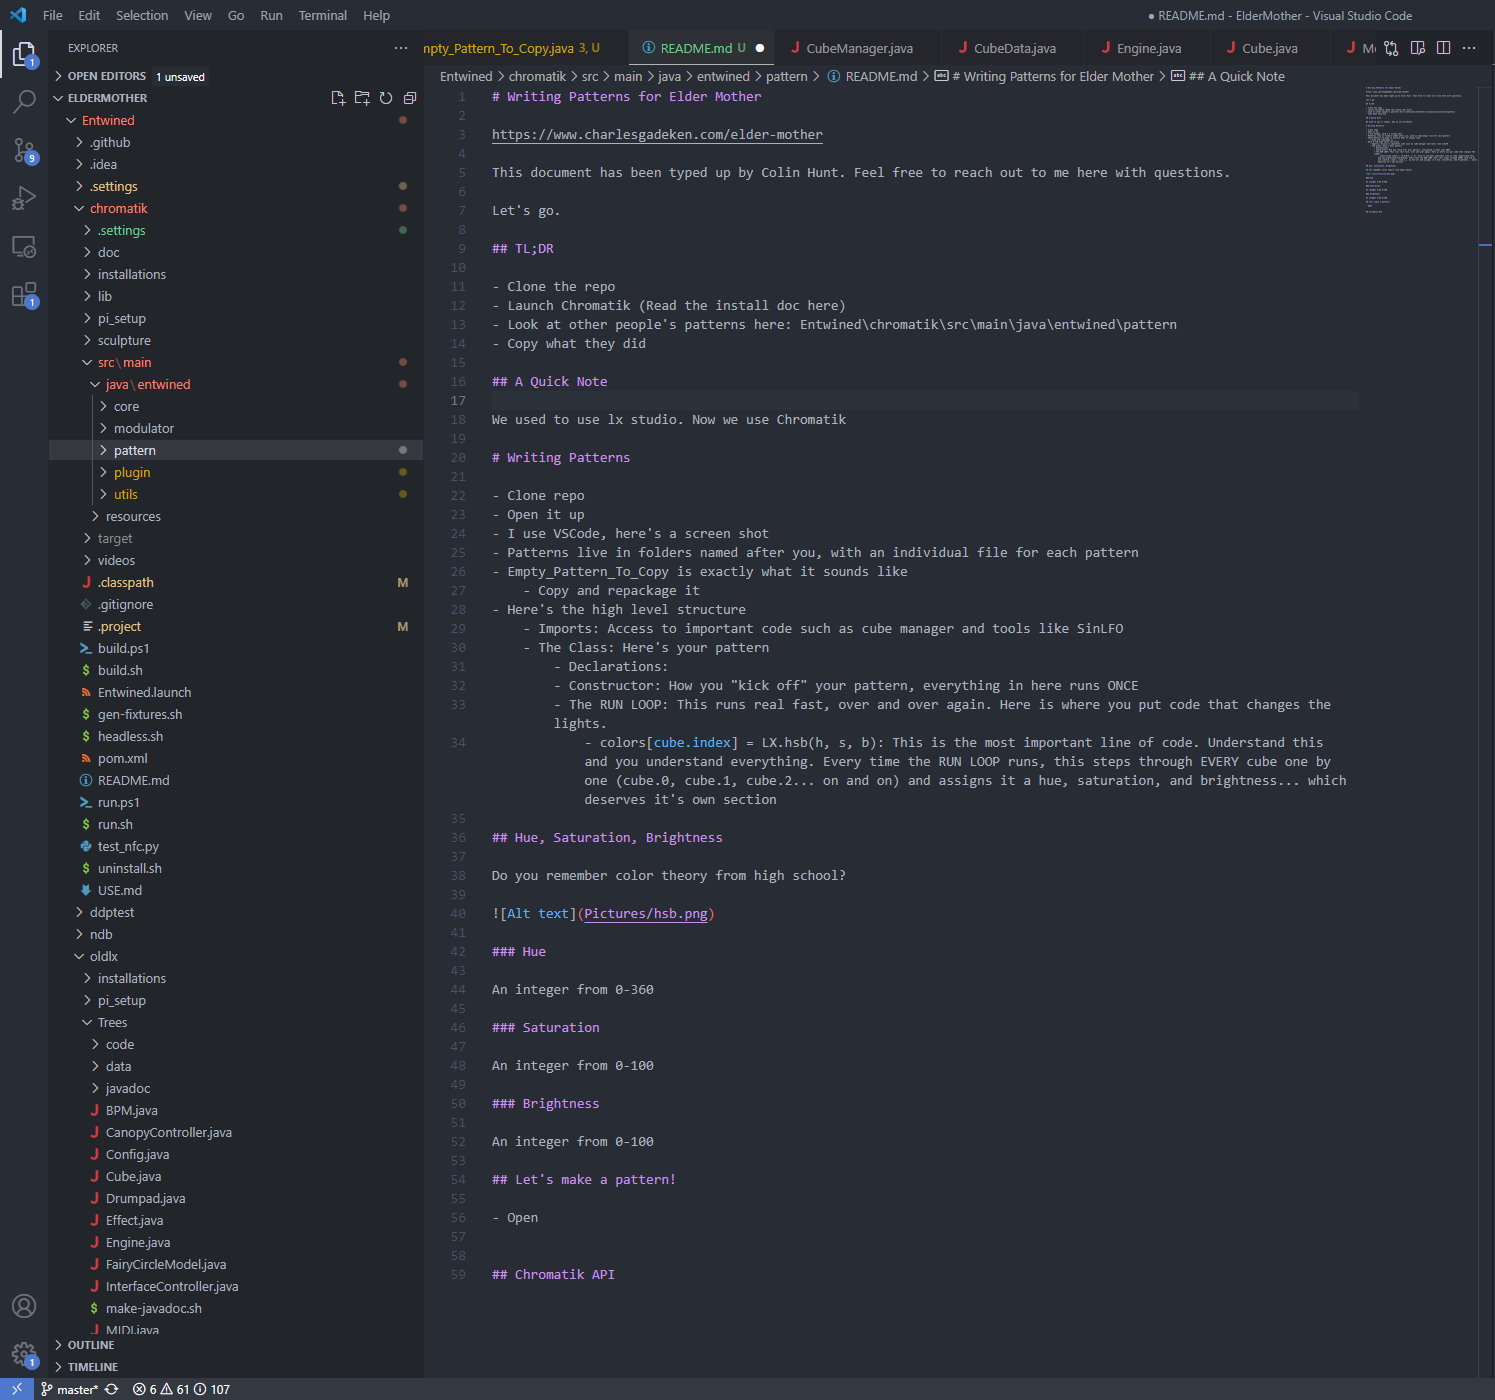 File Edit Selection View Go Run Terminal Help
● README.md - ElderMother - Visual Studio Code
EXPLORER
mpty_Pattern_To_Copy.java 3, U
README.md U
CubeManager.java
CubeData.java
Engine.java
Cube.java
OPEN EDITORS 1 unsaved
Entwined > chromatik > src > main > java > entwined > pattern > README.md > # Writing Patterns for Elder Mother > ## A Quick Note
ELDERMOTHER
Entwined
.github
.idea
.settings
chromatik
.settings
doc
installations
lib
pi_setup
sculpture
src\main
java\entwined
core
modulator
pattern
plugin
utils
resources
target
videos
.classpath M
.gitignore
.project M
build.ps1
build.sh
Entwined.launch
gen-fixtures.sh
headless.sh
pom.xml
README.md
run.ps1
run.sh
test_nfc.py
uninstall.sh
USE.md
ddptest
ndb
oldlx
installations
pi_setup
Trees
code
data
javadoc
BPM.java
CanopyController.java
Config.java
Cube.java
Drumpad.java
Effect.java
Engine.java
FairyCircleModel.java
InterfaceController.java
make-javadoc.sh
MIDI.java
OUTLINE
TIMELINE
1 # Writing Patterns for Elder Mother
2
3 https://www.charlesgadeken.com/elder-mother
4
5 This document has been typed up by Colin Hunt. Feel free to reach out to me here with questions.
6
7 Let's go.
8
9 ## TL;DR
10
11 - Clone the repo
12 - Launch Chromatik (Read the install doc here)
13 - Look at other people's patterns here: Entwined\chromatik\src\main\java\entwined\pattern
14 - Copy what they did
15
16 ## A Quick Note
17
18 We used to use lx studio. Now we use Chromatik
19
20 # Writing Patterns
21
22 - Clone repo
23 - Open it up
24 - I use VSCode, here's a screen shot
25 - Patterns live in folders named after you, with an individual file for each pattern
26 - Empty_Pattern_To_Copy is exactly what it sounds like
27 - Copy and repackage it
28 - Here's the high level structure
29 - Imports: Access to important code such as cube manager and tools like SinLFO
30 - The Class: Here's your pattern
31 - Declarations:
32 - Constructor: How you "kick off" your pattern, everything in here runs ONCE
33 - The RUN LOOP: This runs real fast, over and over again. Here is where you put code that changes the
lights.
34 - colors[cube.index] = LX.hsb(h, s, b): This is the most important line of code. Understand this
and you understand everything. Every time the RUN LOOP runs, this steps through EVERY cube one by
one (cube.0, cube.1, cube.2... on and on) and assigns it a hue, saturation, and brightness... which
deserves it's own section
35
36 ## Hue, Saturation, Brightness
37
38 Do you remember color theory from high school?
39
40 ![Alt text](Pictures/hsb.png)
41
42 ### Hue
43
44 An integer from 0-360
45
46 ### Saturation
47
48 An integer from 0-100
49
50 ### Brightness
51
52 An integer from 0-100
53
54 ## Let's make a pattern!
55
56 - Open
57
58
59 ## Chromatik API
1
9
1
1
master* 6 61 107